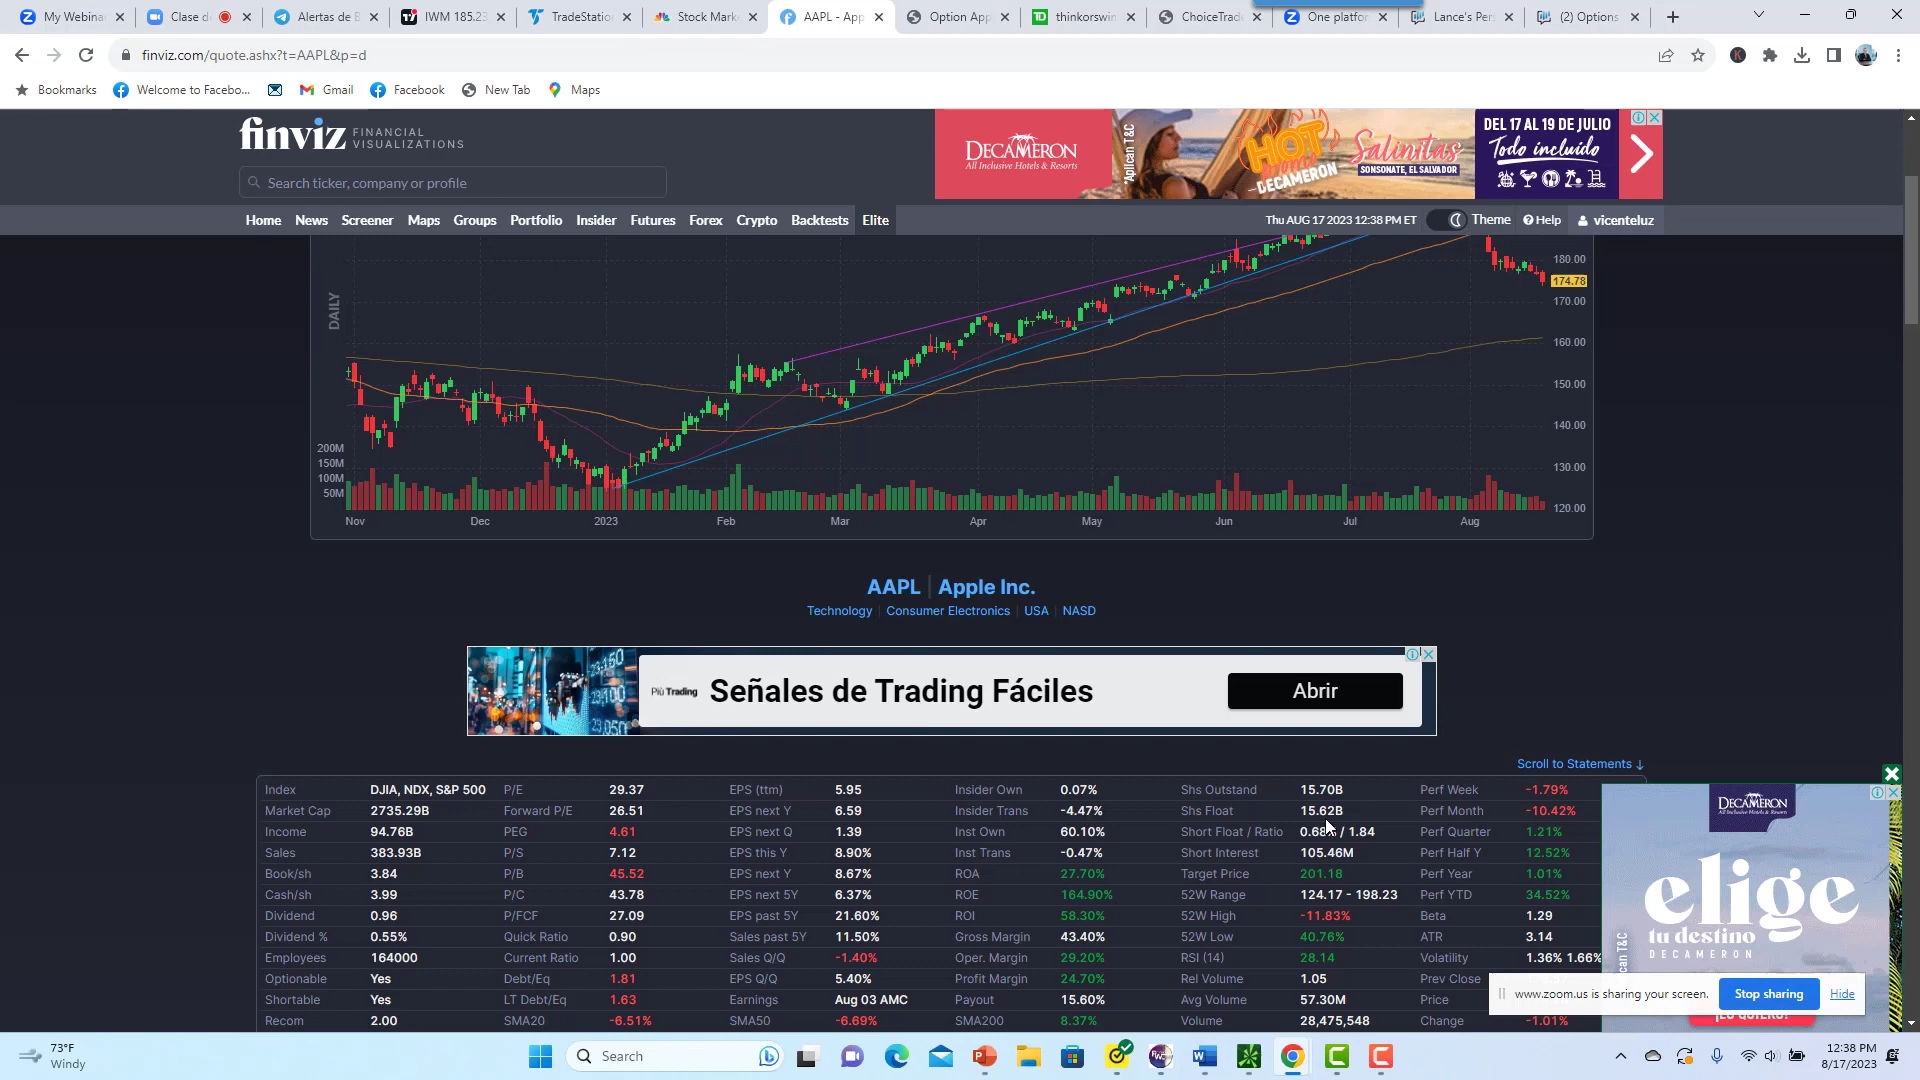 My Webinar
Clase d
Alertas de B
IWM 185.23
TradeStation
Stock Mark
AAPL - App
Option App
thinkorswin
ChoiceTrad
One platfor
Lance's Per
(2) Options
finviz.com/quote.ashx?t=AAPL&p=d
Bookmarks
Welcome to Facebo...
Gmail
Facebook
New Tab
Maps
finviz FINANCIAL VISUALIZATIONS
Search ticker, company or profile
DECAMERON
All Inclusive Hotels & Resorts
*Aplican T&C
HOT
promo
DECAMERON
Salinitas
SONSONATE, EL SALVADOR
DEL 17 AL 19 DE JULIO
Todo incluido
Home News Screener Maps Groups Portfolio Insider Futures Forex Crypto Backtests Elite
Thu AUG 17 2023 12:38 PM ET Theme Help vicenteluz
DAILY
180.00
174.78
170.00
160.00
150.00
140.00
130.00
120.00
200M
150M
100M
50M
Nov Dec 2023 Feb Mar Apr May Jun Jul Aug
AAPL | Apple Inc.
Technology | Consumer Electronics | USA | NASD
Più Trading Señales de Trading Fáciles Abrir
Scroll to Statements ↓
Index DJIA, NDX, S&P 500 P/E 29.37 EPS (ttm) 5.95 Insider Own 0.07% Shs Outstand 15.70B Perf Week -1.79%
Market Cap 2735.29B Forward P/E 26.51 EPS next Y 6.59 Insider Trans -4.47% Shs Float 15.62B Perf Month -10.42%
Income 94.76B PEG 4.61 EPS next Q 1.39 Inst Own 60.10% Short Float / Ratio 0.68% / 1.84 Perf Quarter 1.21%
Sales 383.93B P/S 7.12 EPS this Y 8.90% Inst Trans -0.47% Short Interest 105.46M Perf Half Y 12.52%
Book/sh 3.84 P/B 45.52 EPS next Y 8.67% ROA 27.70% Target Price 201.18 Perf Year 1.01%
Cash/sh 3.99 P/C 43.78 EPS next 5Y 6.37% ROE 164.90% 52W Range 124.17 - 198.23 Perf YTD 34.52%
Dividend 0.96 P/FCF 27.09 EPS past 5Y 21.60% ROI 58.30% 52W High -11.83% Beta 1.29
Dividend % 0.55% Quick Ratio 0.90 Sales past 5Y 11.50% Gross Margin 43.40% 52W Low 40.76% ATR 3.14
Employees 164000 Current Ratio 1.00 Sales Q/Q -1.40% Oper. Margin 29.20% RSI (14) 28.14 Volatility 1.36% 1.66%
Optionable Yes Debt/Eq 1.81 EPS Q/Q 5.40% Profit Margin 24.70% Rel Volume 1.05 Prev Close
Shortable Yes LT Debt/Eq 1.63 Earnings Aug 03 AMC Payout 15.60% Avg Volume 57.30M Price
Recom 2.00 SMA20 -6.51% SMA50 -6.69% SMA200 8.37% Volume 28,475,548 Change -1.01%
DECAMERON
elige
tu destino
DECAMERON
www.zoom.us is sharing your screen. Stop sharing Hide
73°F
Windy
Search
12:38 PM
8/17/2023